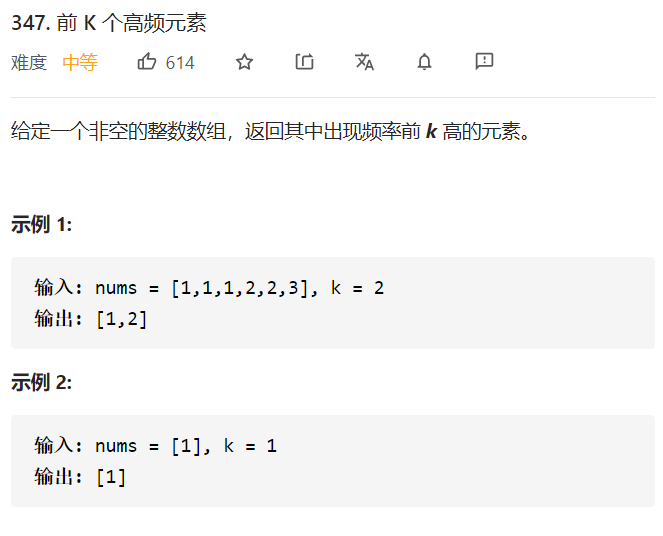 347. 前 K 个高频元素
难度 中等 614
给定一个非空的整数数组，返回其中出现频率前 k 高的元素。
示例 1:
输入: nums = [1,1,1,2,2,3], k = 2
输出: [1,2]
示例 2:
输入: nums = [1], k = 1
输出: [1]